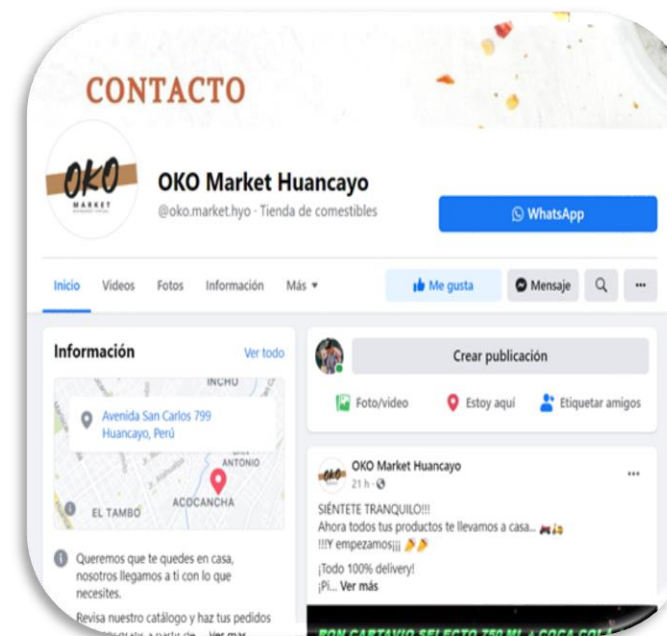 CONTACTO
OKO
MARKET
OKO Market Huancayo
@oko.market.hyo · Tienda de comestibles
WhatsApp
Inicio Videos Fotos Información Más
Me gusta Mensaje
Información Ver todo
INCHO
Avenida San Carlos 799
Huancayo, Perú
SAN
ANTONIO
ACOCANCHA
EL TAMBO
Queremos que te quedes en casa,
nosotros llegamos a ti con lo que
necesites.
Revisa nuestro catálogo y haz tus pedidos
Ver mas
Crear publicación
Foto/video Estoy aquí Etiquetar amigos
OKO
OKO Market Huancayo
21 h ·
SIÉNTETE TRANQUILO!!!
Ahora todos tus productos te llevamos a casa...
!!!Y empezamos¡¡¡
¡Todo 100% delivery!
¡Pi... Ver más
RON CARTAVIO SELECTO 750 ML + COCA COLA